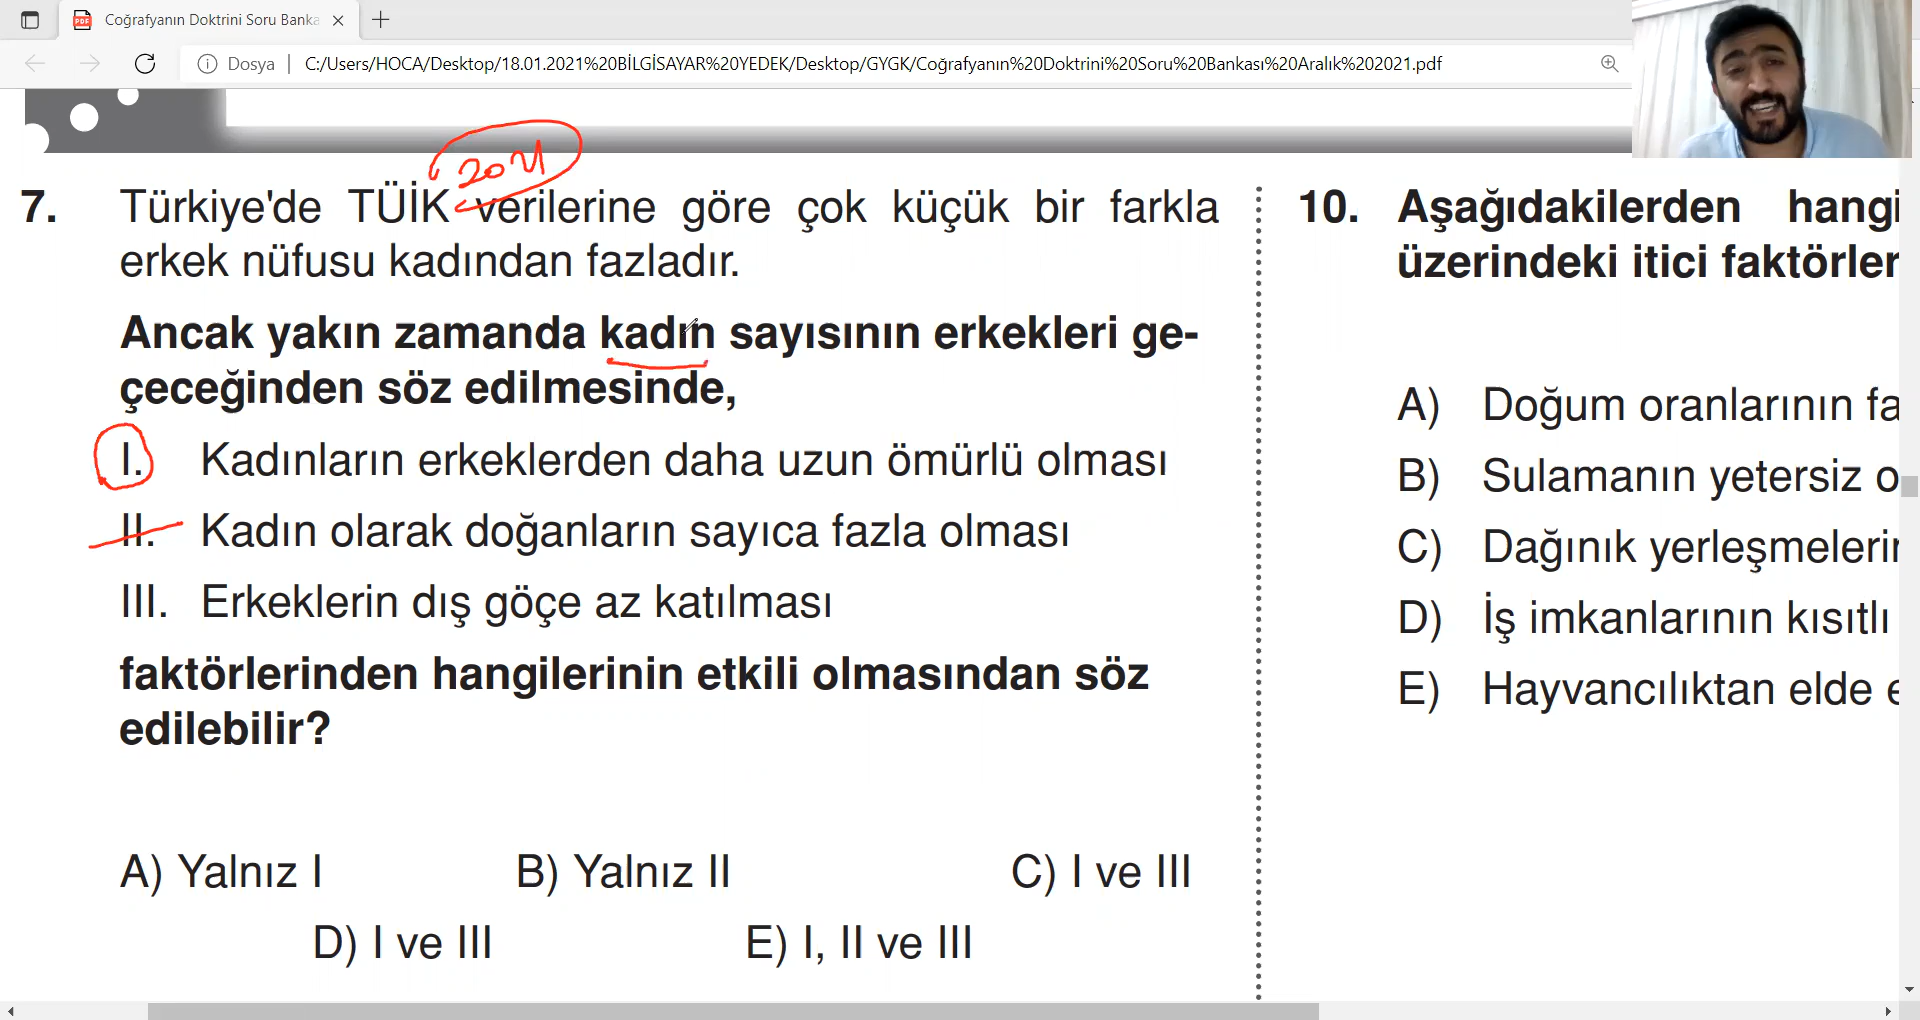 Coğrafyanın Doktrini Soru Banka
Dosya | C:/Users/HOCA/Desktop/18.01.2021%20BİLGİSAYAR%20YEDEK/Desktop/GYGK/Coğrafyanın%20Doktrini%20Soru%20Bankası%20Aralık%202021.pdf
2021
7. Türkiye'de TÜİK verilerine göre çok küçük bir farkla
erkek nüfusu kadından fazladır.
Ancak yakın zamanda kadın sayısının erkekleri ge-
çeceğinden söz edilmesinde,
I. Kadınların erkeklerden daha uzun ömürlü olması
II. Kadın olarak doğanların sayıca fazla olması
III. Erkeklerin dış göçe az katılması
faktörlerinden hangilerinin etkili olmasından söz
edilebilir?
A) Yalnız I B) Yalnız II C) I ve III
D) I ve III E) I, II ve III
10. Aşağıdakilerden hangi
üzerindeki itici faktörler
A) Doğum oranlarının fa
B) Sulamanın yetersiz o
C) Dağınık yerleşmelerin
D) İş imkanlarının kısıtlı
E) Hayvancılıktan elde e